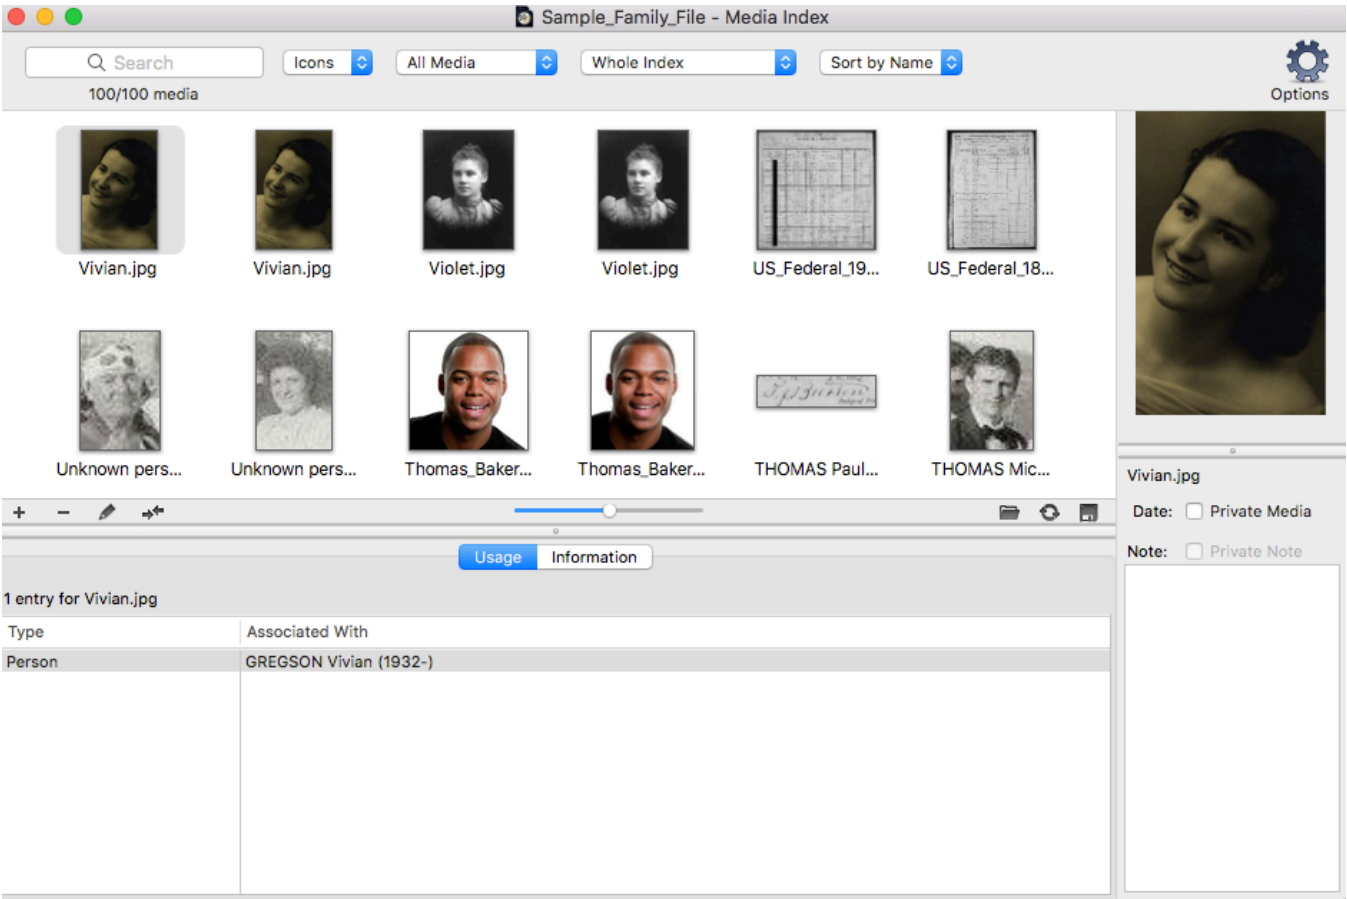 Sample_Family_File - Media Index
Search
Icons
All Media
Whole Index
Sort by Name
Options
100/100 media
Vivian.jpg
Vivian.jpg
Violet.jpg
Violet.jpg
US_Federal_19...
US_Federal_18...
Unknown pers...
Unknown pers...
Thomas_Baker...
Thomas_Baker...
THOMAS Paul...
THOMAS Mic...
Vivian.jpg
Date: Private Media
Note: Private Note
Usage Information
1 entry for Vivian.jpg
Type Associated With
Person GREGSON Vivian (1932-)